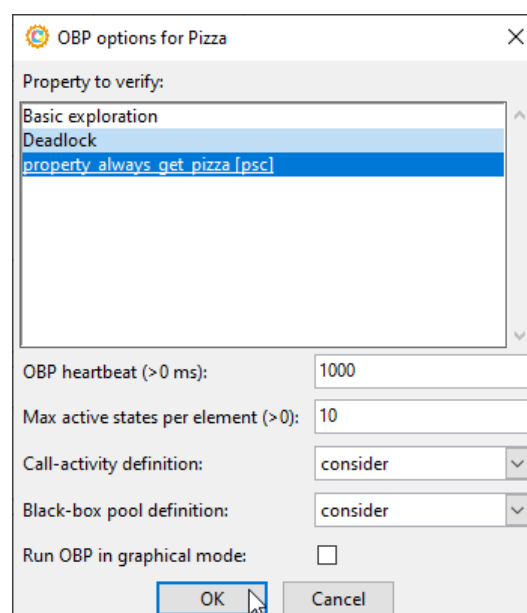 OBP options for Pizza
Property to verify:
Basic exploration
Deadlock
property_always_get_pizza [psc]
OBP heartbeat (>0 ms): 1000
Max active states per element (>0): 10
Call-activity definition: consider
Black-box pool definition: consider
Run OBP in graphical mode:
OK Cancel